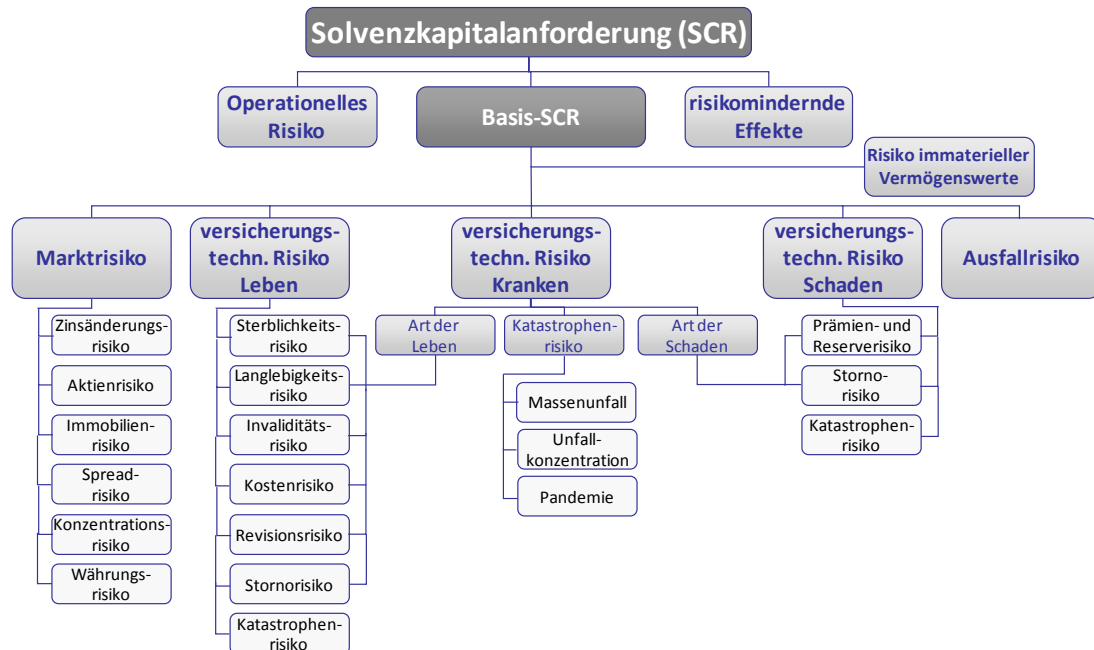 Solvenzkapitalanforderung (SCR)
Operationelles
Risiko
Basis-SCR
risikomindernde
Effekte
Risiko immaterieller
Vermögenswerte
Marktrisiko
versicherungs-
techn. Risiko
Leben
versicherungs-
techn. Risiko
Kranken
versicherungs-
techn. Risiko
Schaden
Ausfallrisiko
Zinsänderungs-
risiko
Aktienrisiko
Immobilien-
risiko
Spread-
risiko
Konzentrations-
risiko
Währungs-
risiko
Sterblichkeits-
risiko
Langlebigkeits-
risiko
Invaliditäts-
risiko
Kostenrisiko
Revisionsrisiko
Stornorisiko
Katastrophen-
risiko
Art der
Leben
Katastrophen-
risiko
Art der
Schaden
Massenunfall
Unfall-
konzentration
Pandemie
Prämien- und
Reserverisiko
Storno-
risiko
Katastrophen-
risiko